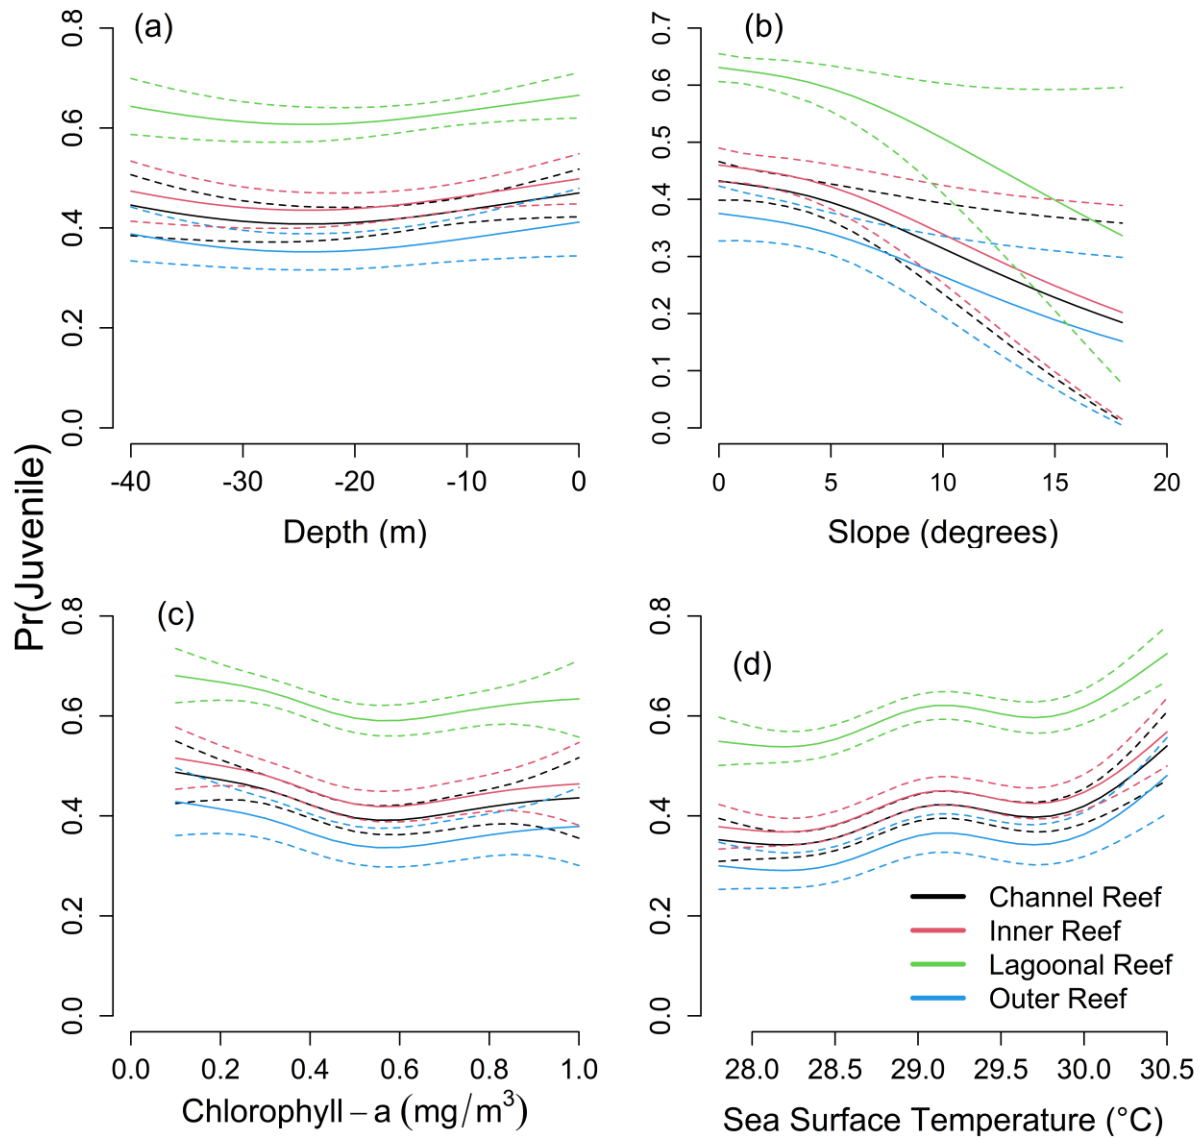 Pr(Juvenile)
(a)
0.0 0.2 0.4 0.6 0.8
-40 -30 -20 -10 0
Depth (m)
(b)
0.0 0.1 0.2 0.3 0.4 0.5 0.6 0.7
0 5 10 15 20
Slope (degrees)
(c)
0.0 0.2 0.4 0.6 0.8
0.0 0.2 0.4 0.6 0.8 1.0
Chlorophyll – a (mg/m³)
(d)
0.0 0.2 0.4 0.6 0.8
Channel Reef
Inner Reef
Lagoonal Reef
Outer Reef
28.0 28.5 29.0 29.5 30.0 30.5
Sea Surface Temperature (°C)